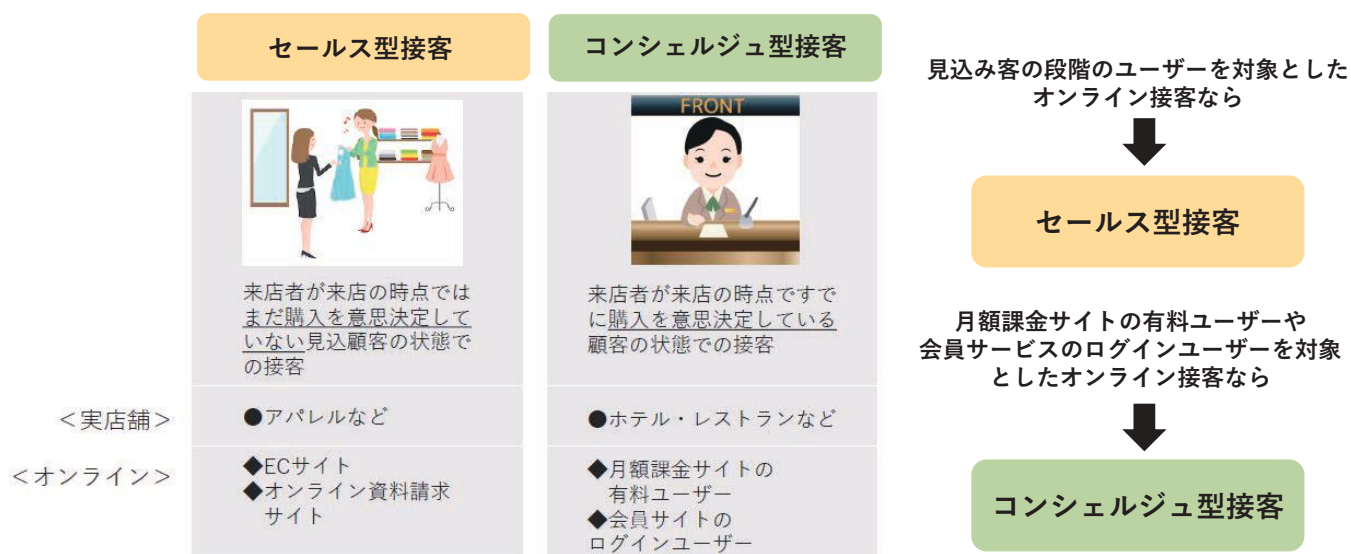 セールス型接客
コンシェルジュ型接客
FRONT
来店者が来店の時点では
まだ購入を意思決定して
いない見込顧客の状態で
の接客
来店者が来店の時点ですで
に購入を意思決定している
顧客の状態での接客
＜実店舗＞
●アパレルなど
●ホテル・レストランなど
＜オンライン＞
◆ECサイト
◆オンライン資料請求
サイト
◆月額課金サイトの
有料ユーザー
◆会員サイトの
ログインユーザー
見込み客の段階のユーザーを対象とした
オンライン接客なら
セールス型接客
月額課金サイトの有料ユーザーや
会員サービスのログインユーザーを対象
としたオンライン接客なら
コンシェルジュ型接客